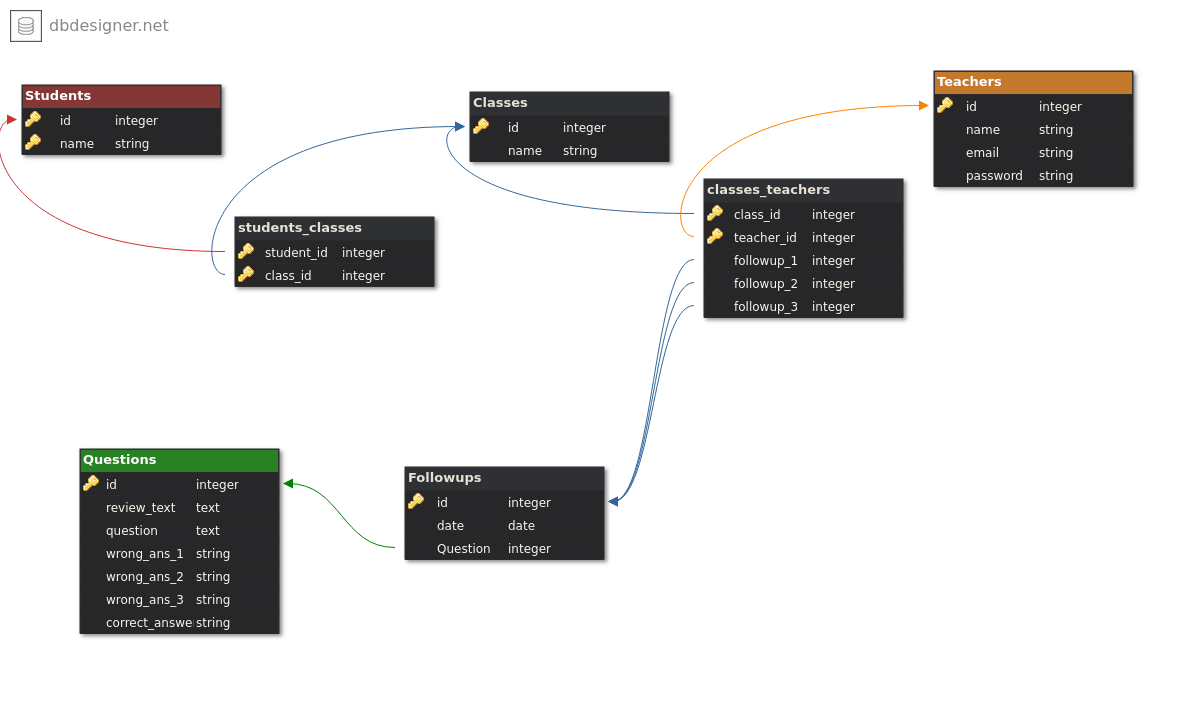 dbdesigner.net
Students
id integer
name string
Classes
id integer
name string
Teachers
id integer
name string
email string
password string
classes_teachers
class_id integer
teacher_id integer
followup_1 integer
followup_2 integer
followup_3 integer
students_classes
student_id integer
class_id integer
Questions
id integer
review_text text
question text
wrong_ans_1 string
wrong_ans_2 string
wrong_ans_3 string
correct_answe string
Followups
id integer
date date
Question integer